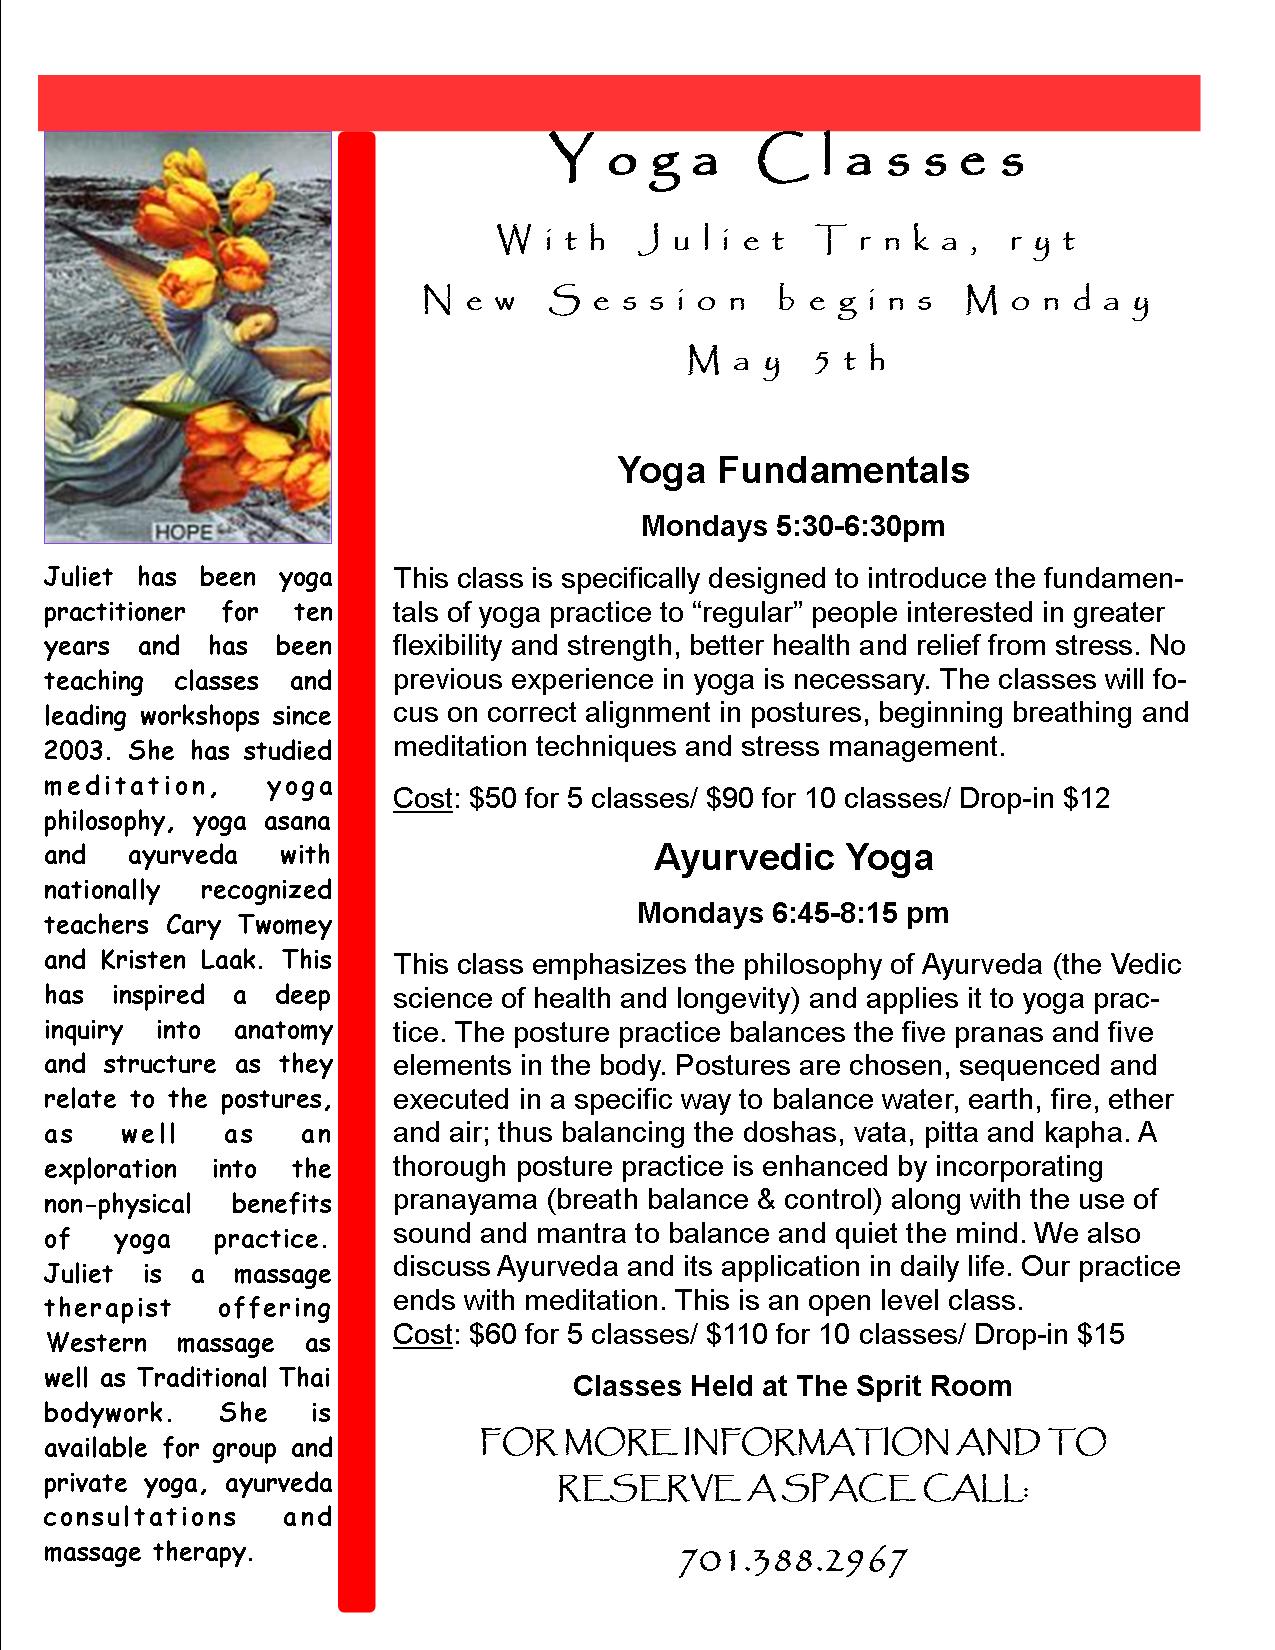 Yoga Classes
With Juliet Trnka, ryt
New Session begins Monday
May 5th
HOPE
Juliet has been yoga
practitioner for ten
years and has been
teaching classes and
leading workshops since
2003. She has studied
meditation, yoga
philosophy, yoga asana
and ayurveda with
nationally recognized
teachers Cary Twomey
and Kristen Laak. This
has inspired a deep
inquiry into anatomy
and structure as they
relate to the postures,
as well as an
exploration into the
non-physical benefits
of yoga practice.
Juliet is a massage
therapist offering
Western massage as
well as Traditional Thai
bodywork. She is
available for group and
private yoga, ayurveda
consultations and
massage therapy.
Yoga Fundamentals
Mondays 5:30-6:30pm
This class is specifically designed to introduce the fundamen-
tals of yoga practice to “regular” people interested in greater
flexibility and strength, better health and relief from stress. No
previous experience in yoga is necessary. The classes will fo-
cus on correct alignment in postures, beginning breathing and
meditation techniques and stress management.
Cost: $50 for 5 classes/ $90 for 10 classes/ Drop-in $12
Ayurvedic Yoga
Mondays 6:45-8:15 pm
This class emphasizes the philosophy of Ayurveda (the Vedic
science of health and longevity) and applies it to yoga prac-
tice. The posture practice balances the five pranas and five
elements in the body. Postures are chosen, sequenced and
executed in a specific way to balance water, earth, fire, ether
and air; thus balancing the doshas, vata, pitta and kapha. A
thorough posture practice is enhanced by incorporating
pranayama (breath balance & control) along with the use of
sound and mantra to balance and quiet the mind. We also
discuss Ayurveda and its application in daily life. Our practice
ends with meditation. This is an open level class.
Cost: $60 for 5 classes/ $110 for 10 classes/ Drop-in $15
Classes Held at The Sprit Room
FOR MORE INFORMATION AND TO
RESERVE A SPACE CALL:
701.388.2967